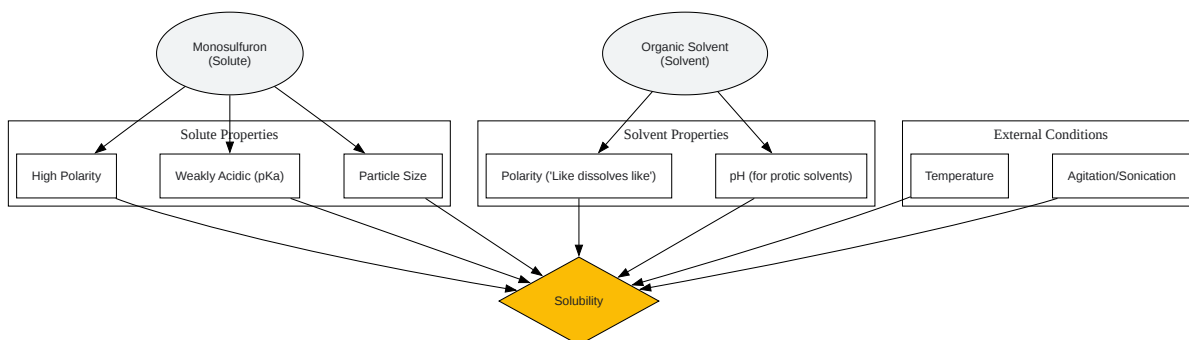 Monosulfuron
(Solute)
Organic Solvent
(Solvent)
Solute Properties
Solvent Properties
External Conditions
High Polarity
Weakly Acidic (pKa)
Particle Size
Polarity ('Like dissolves like')
pH (for protic solvents)
Temperature
Agitation/Sonication
Solubility